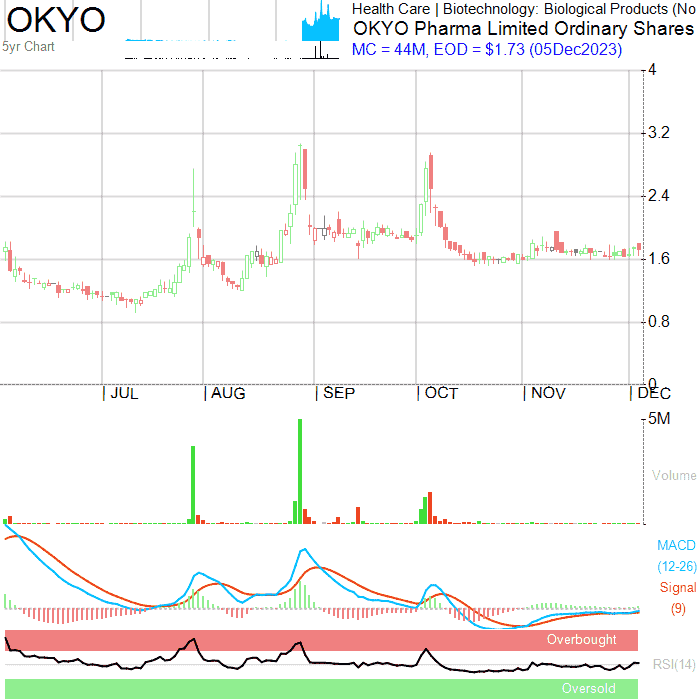 OKYO
5yr Chart
Health Care | Biotechnology: Biological Products (No
OKYO Pharma Limited Ordinary Shares
MC = 44M, EOD = $1.73 (05Dec2023)
4
3.2
2.4
1.6
0.8
0
JUL AUG SEP OCT NOV DEC
5M
Volume
MACD
(12-26)
Signal
(9)
Overbought
RSI(14)
Oversold